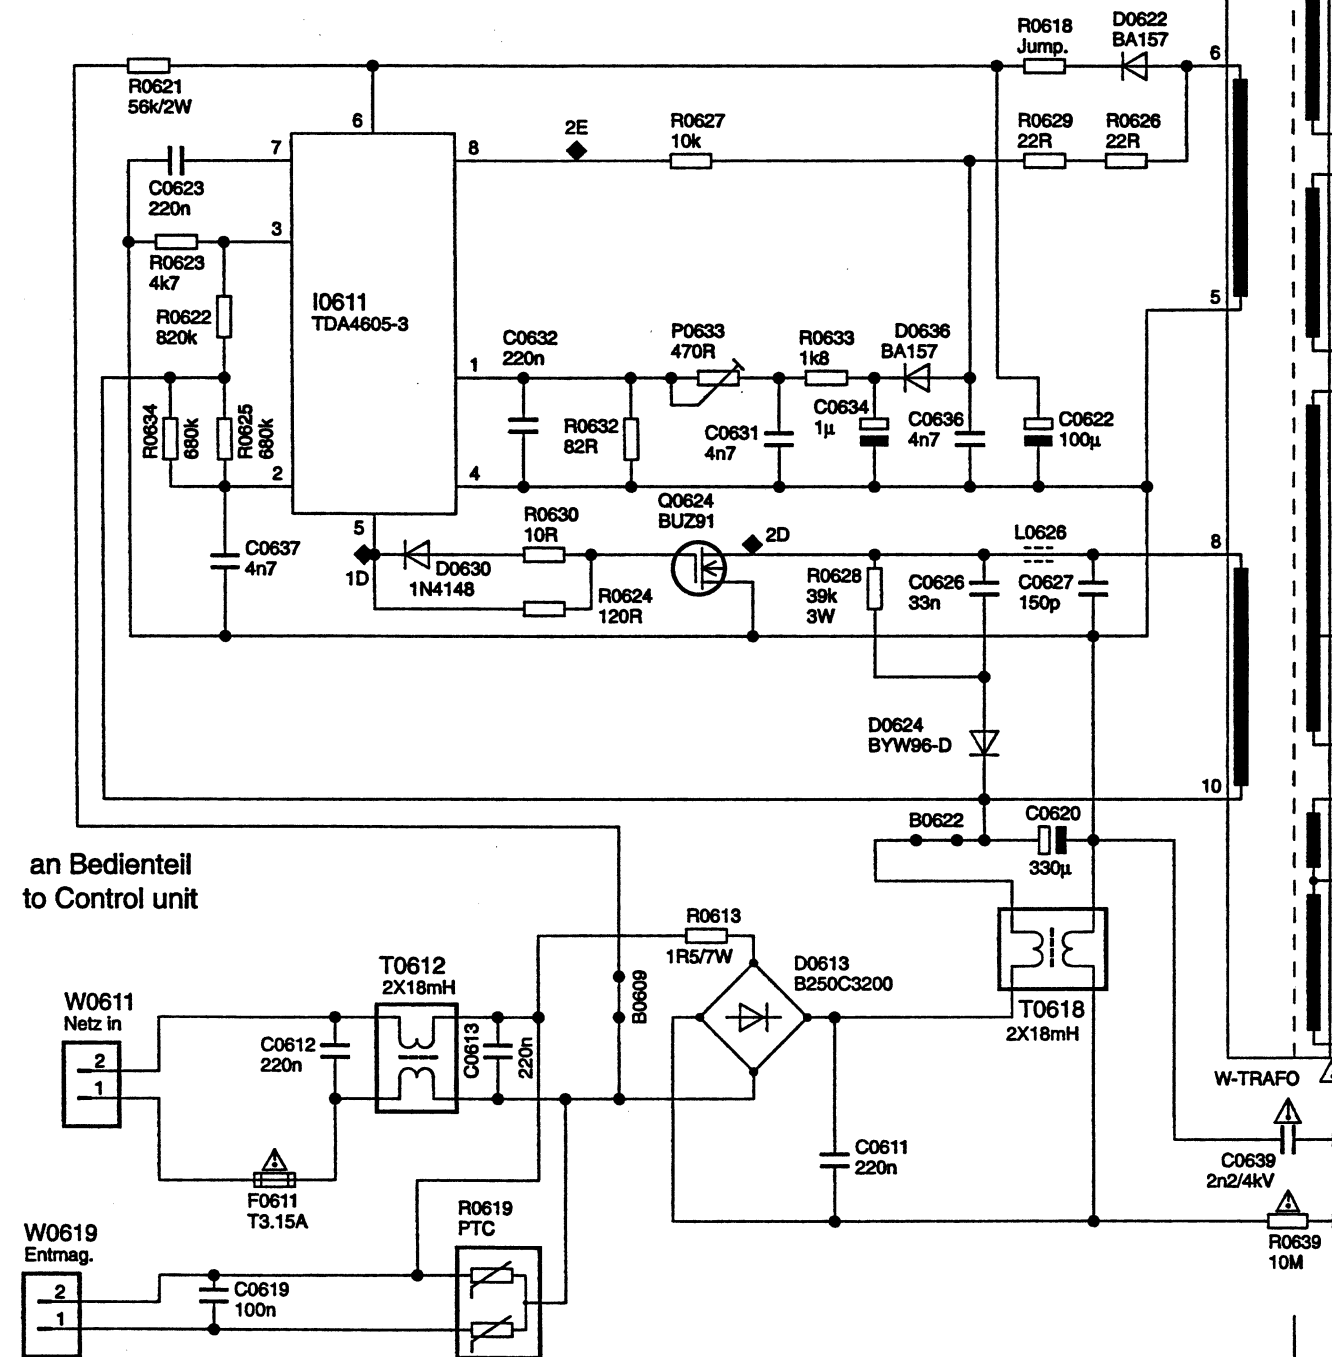 R0618
Jump.
D0622
BA157
6
R0621
56k/2W
6
7
8
2E
R0627
10k
R0629
22R
R0626
22R
C0623
220n
3
R0623
4k7
I0611
TDA4605-3
5
R0622
820k
1
C0632
220n
P0633
470R
R0633
1k8
D0636
BA157
R0634
680k
R0625
680k
R0632
82R
C0631
4n7
C0634
1µ
C0636
4n7
C0622
100µ
2
4
5
Q0624
BUZ91
R0630
10R
2D
L0626
8
C0637
4n7
1D
D0630
1N4148
R0624
120R
R0628
39k
3W
C0626
33n
C0627
150p
D0624
BYW96-D
10
B0622
C0620
330µ
an Bedienteil
to Control unit
R0613
1R5/7W
T0612
2X18mH
D0613
B250C3200
B0609
T0618
2X18mH
W0611
Netz in
2
1
C0612
220n
C0613
220n
W-TRAFO
C0611
220n
C0639
2n2/4kV
F0611
T3.15A
R0619
PTC
R0639
10M
W0619
Entmag.
2
1
C0619
100n